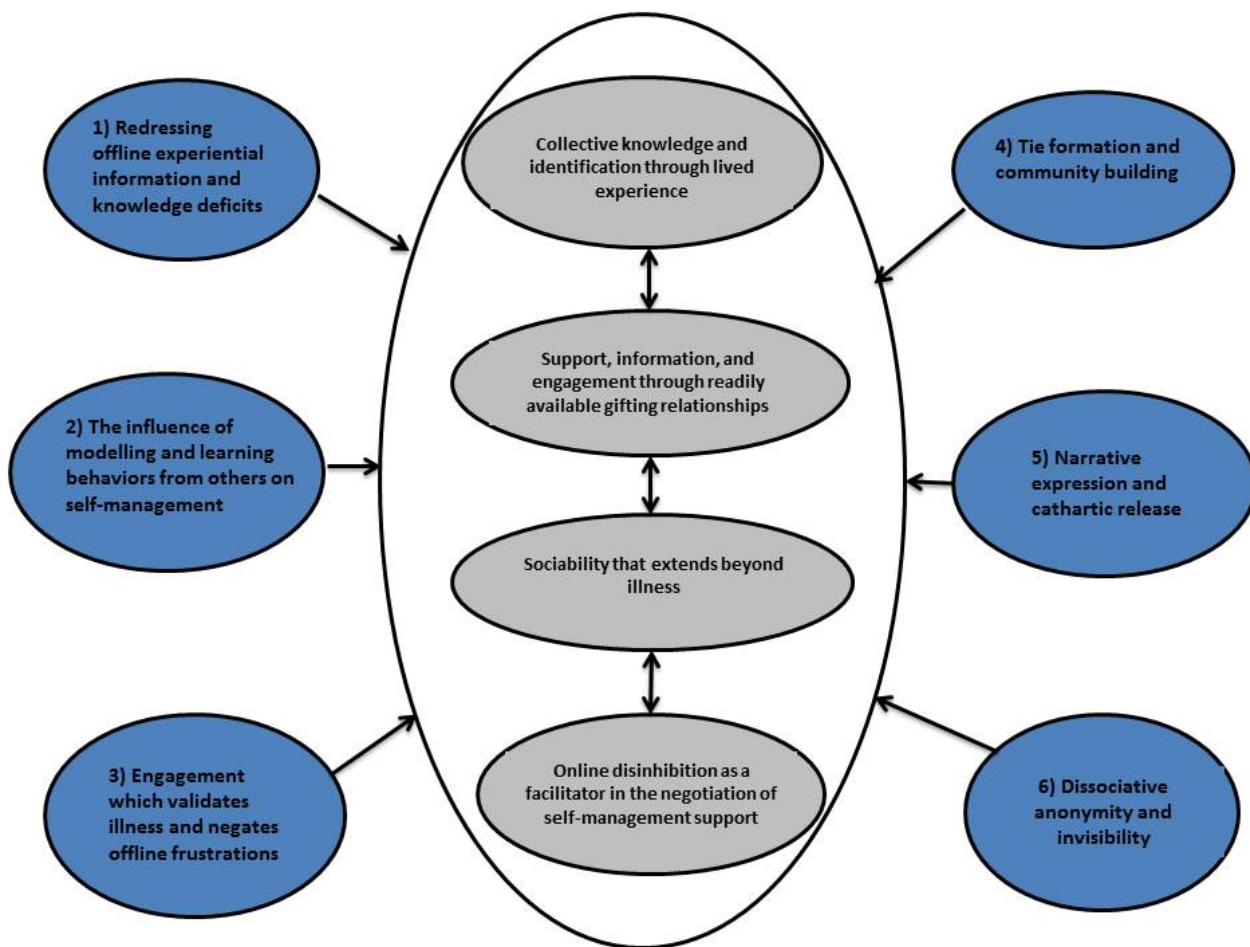 1) Redressing
offline experiential
information and
knowledge deficits
2) The influence of
modelling and learning
behaviors from others on
self-management
3) Engagement
which validates
illness and negates
offline frustrations
Collective knowledge and
identification through lived
experience
Support, information, and
engagement through readily
available gifting relationships
Sociability that extends beyond
illness
Online disinhibition as a
facilitator in the negotiation of
self-management support
4) Tie formation and
community building
5) Narrative
expression and
cathartic release
6) Dissociative
anonymity and
invisibility